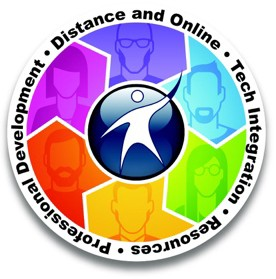 Distance and Online • Tech Integration • Resources • Professional Development •